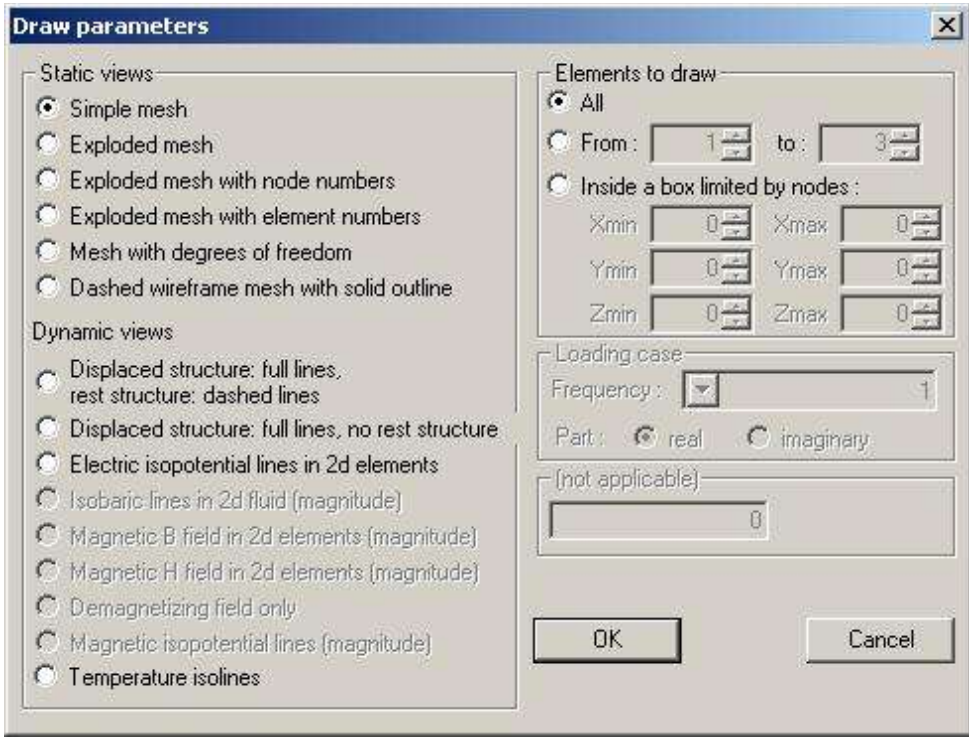 Draw parameters
Static views
Simple mesh
Exploded mesh
Exploded mesh with node numbers
Exploded mesh with element numbers
Mesh with degrees of freedom
Dashed wireframe mesh with solid outline
Dynamic views
Displaced structure: full lines,
rest structure: dashed lines
Displaced structure: full lines, no rest structure
Electric isopotential lines in 2d elements
Isobaric lines in 2d fluid (magnitude)
Magnetic B field in 2d elements (magnitude)
Magnetic H field in 2d elements (magnitude)
Demagnetizing field only
Magnetic isopotential lines (magnitude)
Temperature isolines
Elements to draw
All
From : 1 to : 3
Inside a box limited by nodes :
Xmin 0 Xmax 0
Ymin 0 Ymax 0
Zmin 0 Zmax 0
Loading case
Frequency : 1
Part : real imaginary
(not applicable)
0
OK Cancel